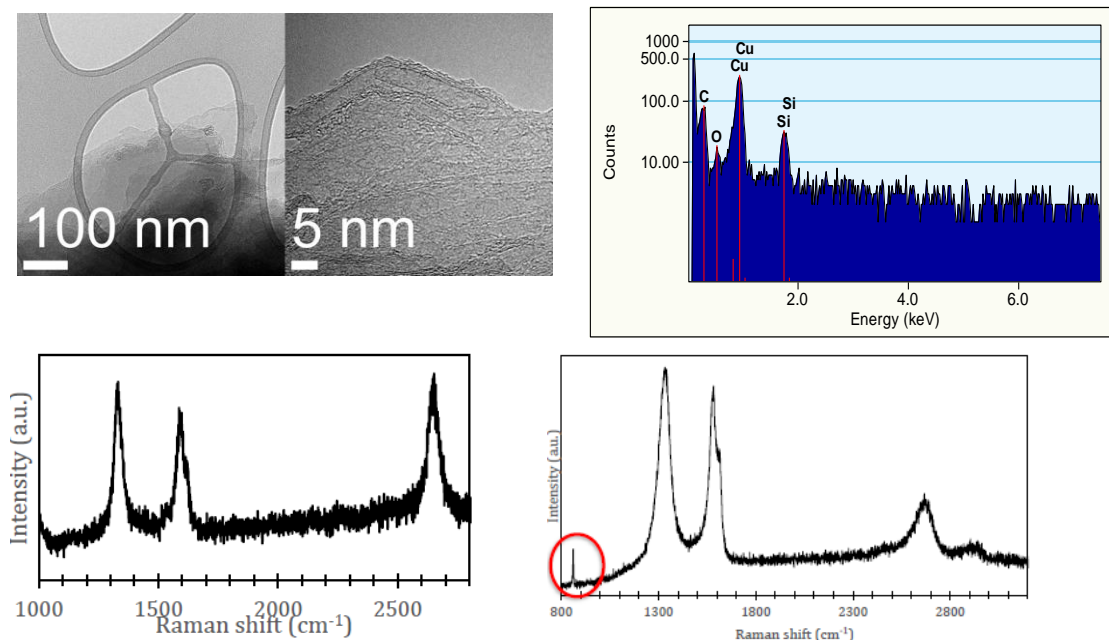 100 nm
5 nm
1000
500.0
100.0
10.00
Counts
C
O
Cu
Cu
Si
Si
2.0 4.0 6.0
Energy (keV)
Intensity (a.u.)
1000 1500 2000 2500
Raman shift (cm-1)
Intensity (a.u.)
800 1300 1800 2300 2800
Raman shift (cm-1)